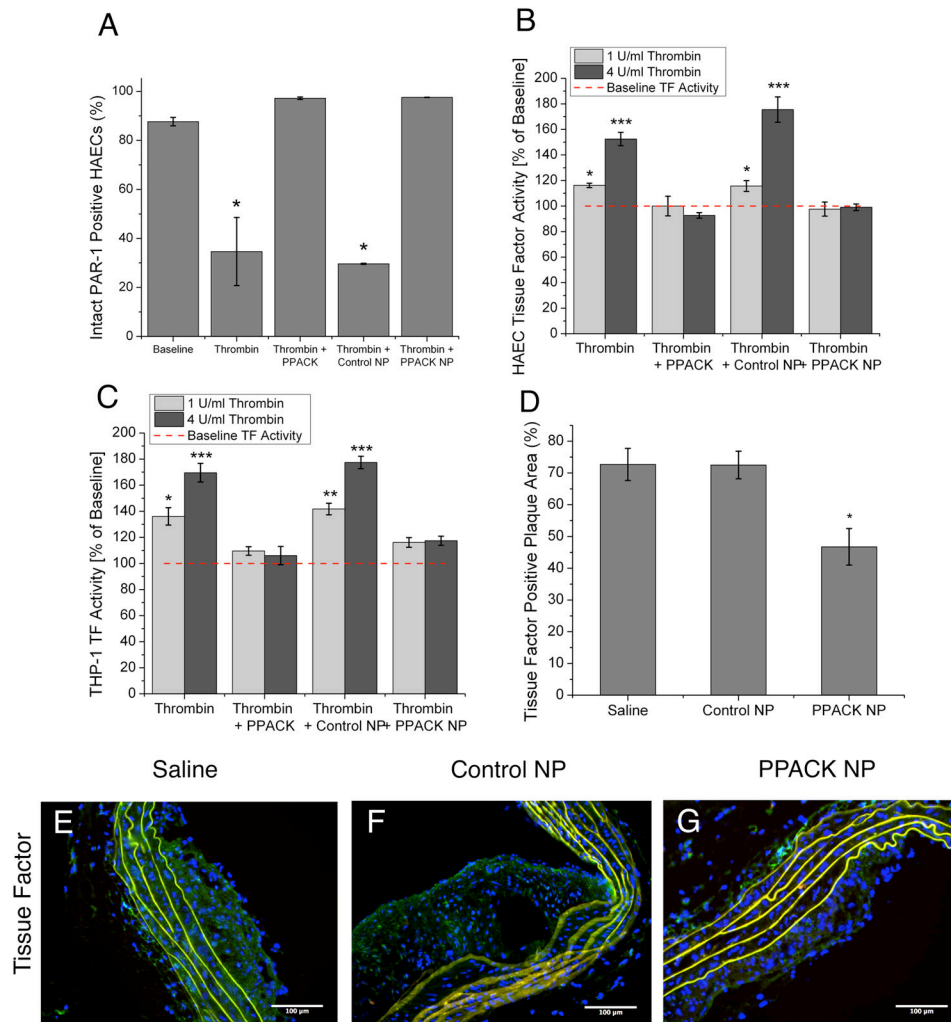 A
Intact PAR-1 Positive HAECs (%)
100
80
60
40
20
0
*
*
Baseline
Thrombin
Thrombin +
PPACK
Thrombin +
Control NP
Thrombin +
PPACK NP
B
1 U/ml Thrombin
4 U/ml Thrombin
Baseline TF Activity
HAEC Tissue Factor Activity [% of Baseline]
200
180
160
140
120
100
80
60
40
20
0
*
***
*
***
Thrombin
Thrombin
+ PPACK
Thrombin
+ Control NP
Thrombin
+ PPACK NP
C
1 U/ml Thrombin
4 U/ml Thrombin
Baseline TF Activity
THP-1 TF Activity [% of Baseline]
200
180
160
140
120
100
80
60
40
20
0
*
***
**
***
Thrombin
Thrombin
+ PPACK
Thrombin
+ Control NP
Thrombin
+ PPACK NP
D
Tissue Factor Positive Plaque Area (%)
80
70
60
50
40
30
20
10
0
*
Saline
Control NP
PPACK NP
Saline
Control NP
PPACK NP
Tissue Factor
E
100 µm
F
100 µm
G
100 µm